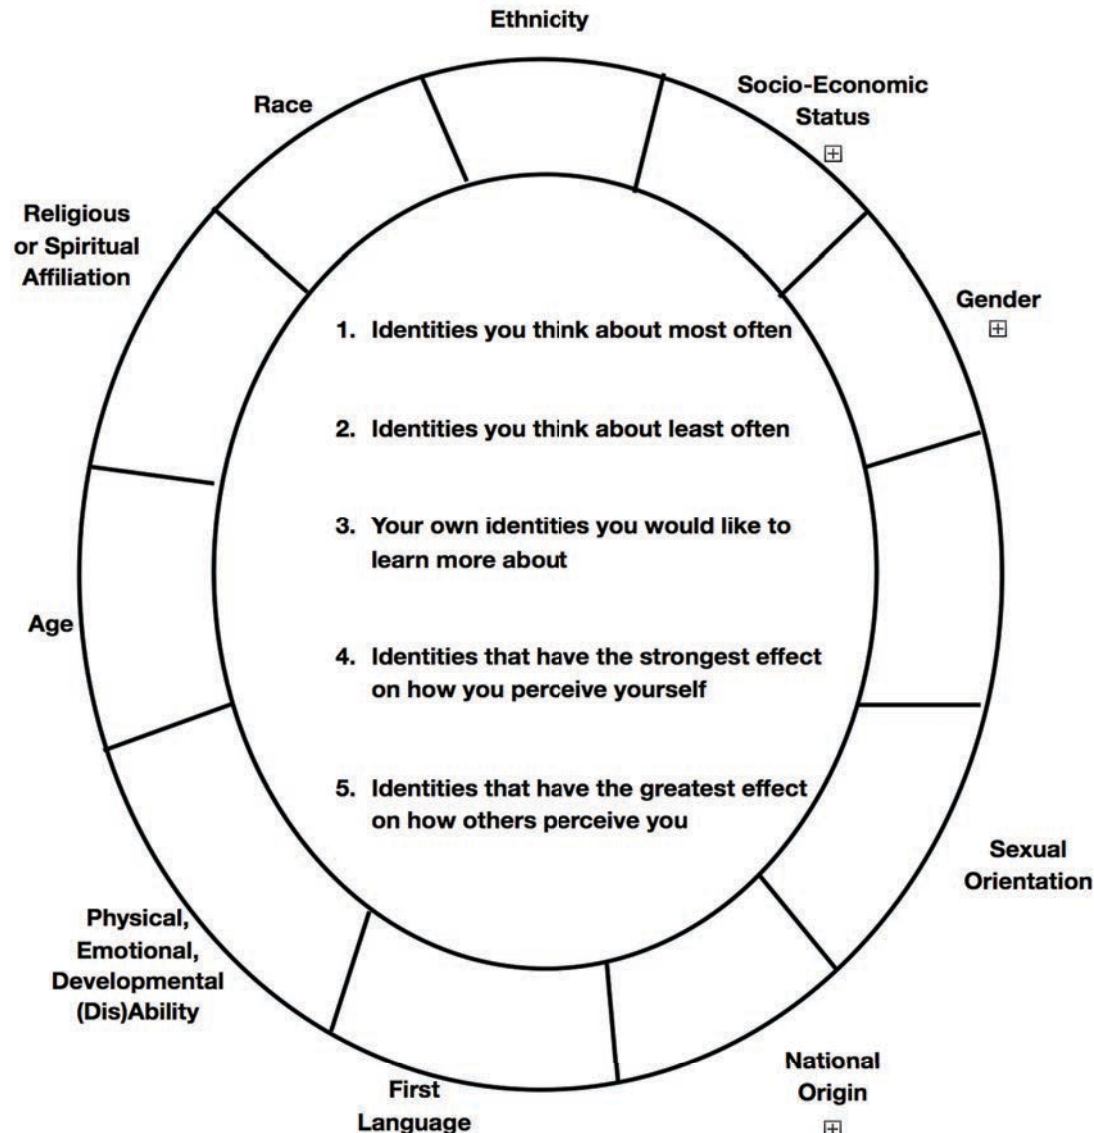 Ethnicity
Socio-Economic
Status
Race
Religious
or Spiritual
Affiliation
Gender
1. Identities you think about most often
2. Identities you think about least often
3. Your own identities you would like to
learn more about
Age
4. Identities that have the strongest effect
on how you perceive yourself
5. Identities that have the greatest effect
on how others perceive you
Sexual
Orientation
Physical,
Emotional,
Developmental
(Dis)Ability
National
Origin
First
Language